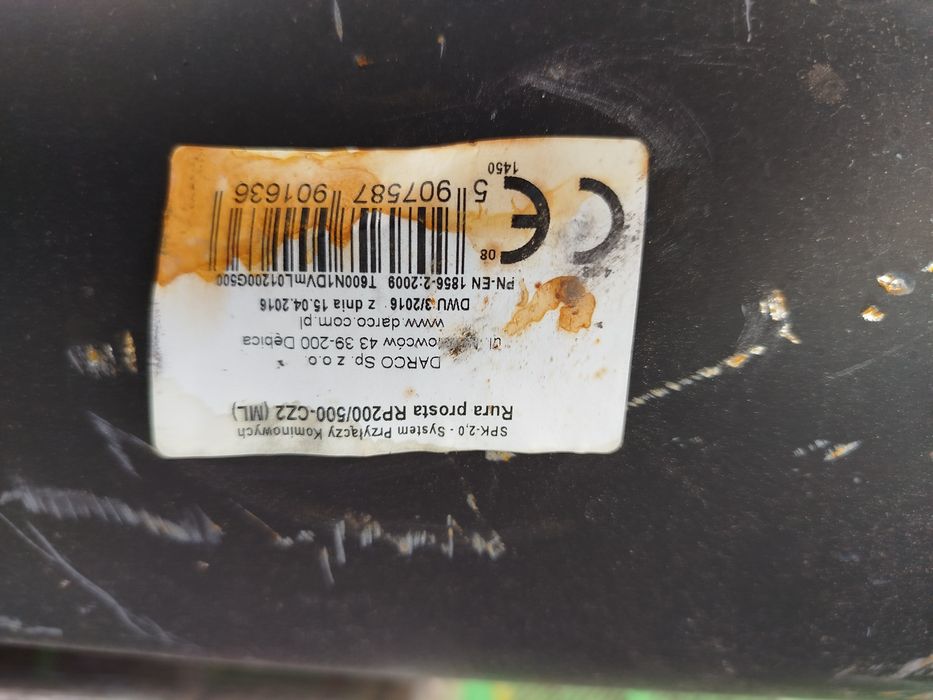 SPK-2,0 - System Przyłączy Kominowych
Rura prosta RP200/500-CZ2 (ML)
DARCO Sp. z o.o.
ul. 43 39-200 Dębica
www.darco.com.pl
DWU 3/2016 z dnia 15.04.2016
PN-EN 1856-2:2009 T600N1DVmL01200G500
08
CE
1450
5 907587 901636